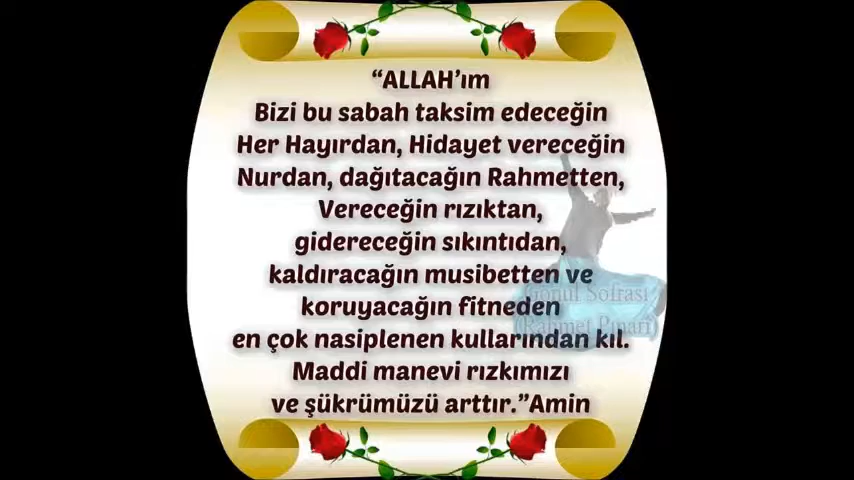 “ALLAH’ım
Bizi bu sabah taksim edeceğin
Her Hayırdan, Hidayet vereceğin
Nurdan, dağıtacağın Rahmetten,
Vereceğin rızıktan,
gidereceğin sıkıntıdan,
kaldıracağın musibetten ve
koruyacağın fitneden
en çok nasiplenen kullarından kıl.
Maddi manevi rızkımızı
ve şükrümüzü arttır.”Amin
Gönül Sofrası
(Rahmet Pınarı)